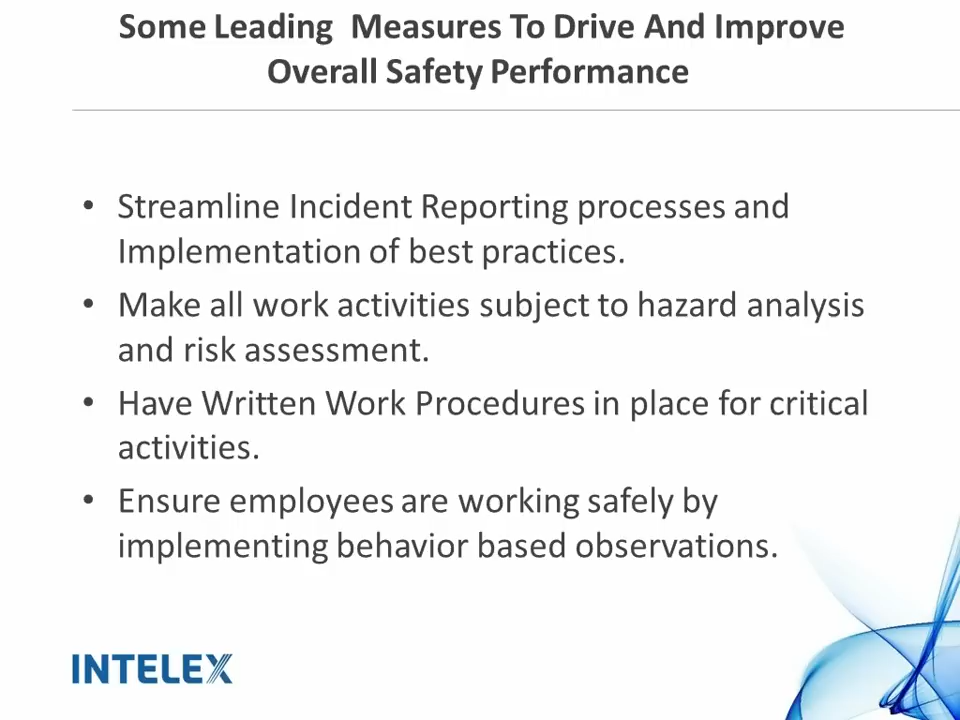 Some Leading  Measures To Drive And Improve
Overall Safety Performance
• Streamline Incident Reporting processes and
Implementation of best practices.
• Make all work activities subject to hazard analysis
and risk assessment.
• Have Written Work Procedures in place for critical
activities.
• Ensure employees are working safely by
implementing behavior based observations.
INTELEX